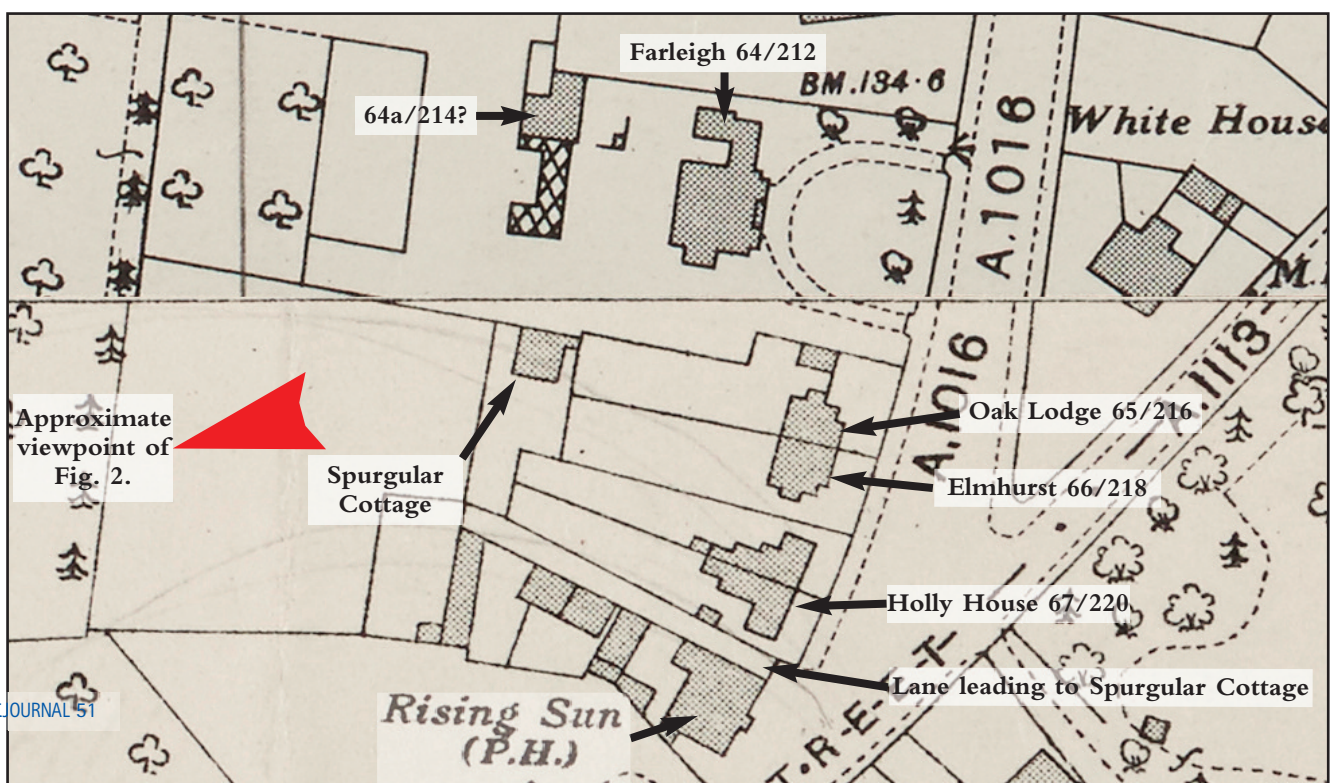 Farleigh 64/212
BM.134·6
64a/214?
White House
A.1016
A.1016
A.1113
Approximate
viewpoint of
Fig. 2.
Spurgular
Cottage
Oak Lodge 65/216
Elmhurst 66/218
Holly House 67/220
Lane leading to Spurgular Cottage
JOURNAL 51
Rising Sun
(P.H.)
T-R-E-E-T